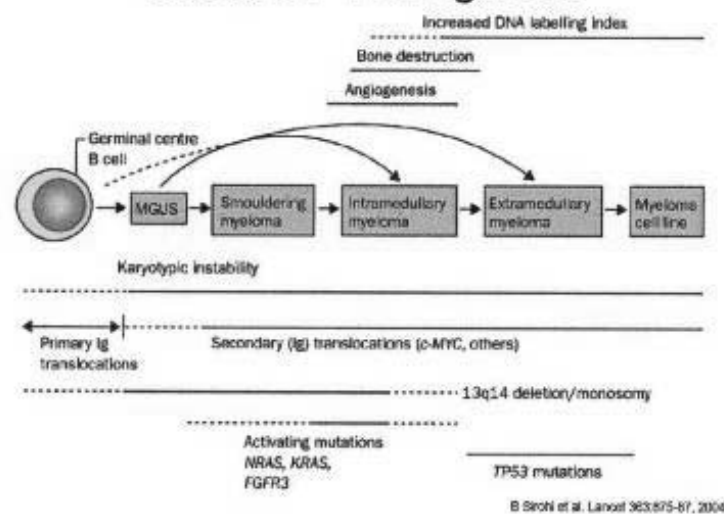 Increased DNA labelling index
Bone destruction
Angiogenesis
Germinal centre
B cell
MGUS
Smouldering
myeloma
Intramedullary
myeloma
Extramedullary
myeloma
Myeloma
cell line
Karyotypic instability
Primary Ig
translocations
Secondary (Ig) translocations (c-MYC, others)
13q14 deletion/monosomy
Activating mutations
NRAS, KRAS,
FGFR3
TP53 mutations
B Sirohi et al. Lancet 363:875-87, 2004